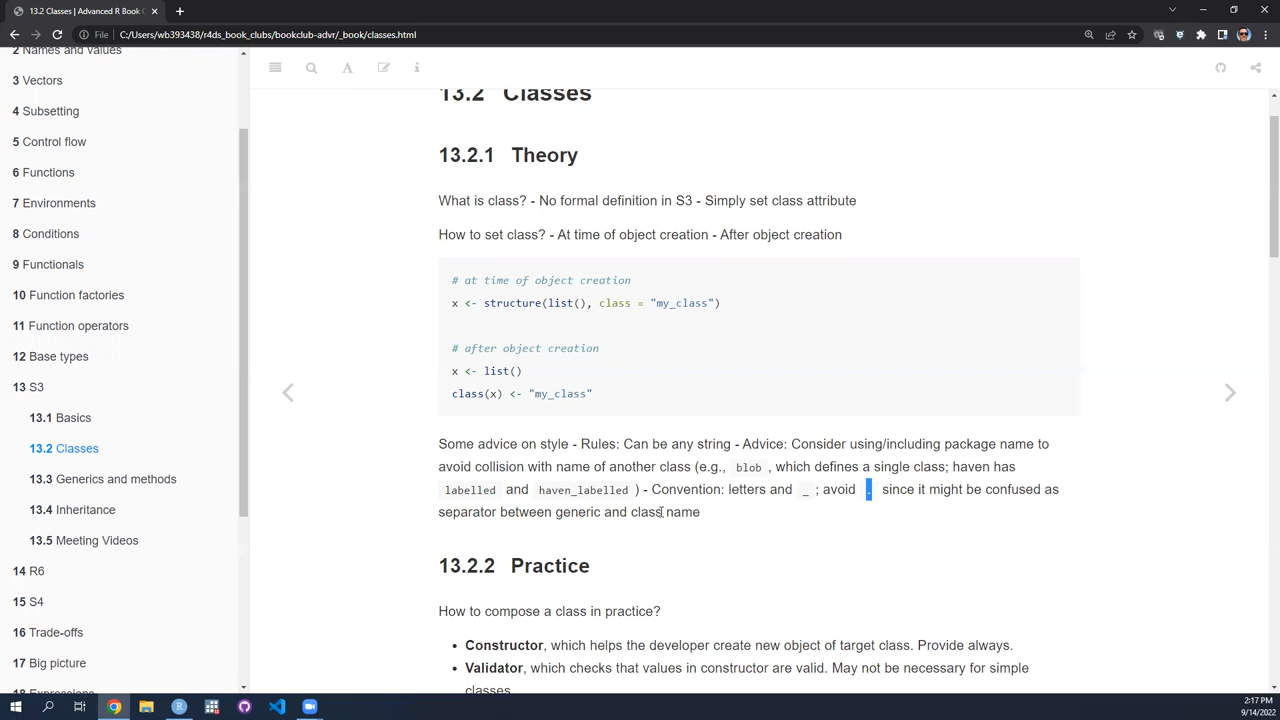 13.2 Classes | Advanced R Book C
File
C:/Users/wb393438/r4ds_book_clubs/bookclub-advr/_book/classes.html
2 Names and Values
3 Vectors
4 Subsetting
5 Control flow
6 Functions
7 Environments
8 Conditions
9 Functionals
10 Function factories
11 Function operators
12 Base types
13 S3
13.1 Basics
13.2 Classes
13.3 Generics and methods
13.4 Inheritance
13.5 Meeting Videos
14 R6
15 S4
16 Trade-offs
17 Big picture
18 Expressions
13.2 Classes
13.2.1 Theory
What is class? - No formal definition in S3 - Simply set class attribute
How to set class? - At time of object creation - After object creation
# at time of object creation
x <- structure(list(), class = "my_class")
# after object creation
x <- list()
class(x) <- "my_class"
Some advice on style - Rules: Can be any string - Advice: Consider using/including package name to
avoid collision with name of another class (e.g., blob, which defines a single class; haven has
labelled and haven_labelled ) - Convention: letters and _ ; avoid . since it might be confused as
separator between generic and class name
13.2.2 Practice
How to compose a class in practice?
• Constructor, which helps the developer create new object of target class. Provide always.
• Validator, which checks that values in constructor are valid. May not be necessary for simple
classes.
2:17 PM
9/14/2022